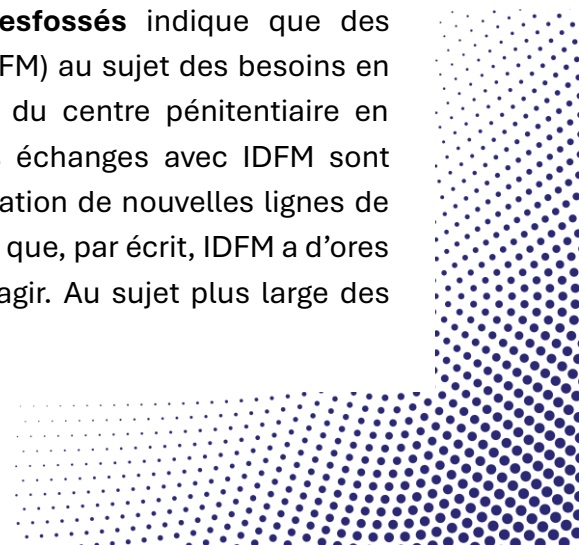 esfossés indique que des
FM) au sujet des besoins en
du centre pénitentiaire en
échanges avec IDFM sont
ation de nouvelles lignes de
que, par écrit, IDFM a d’ores
agir. Au sujet plus large des